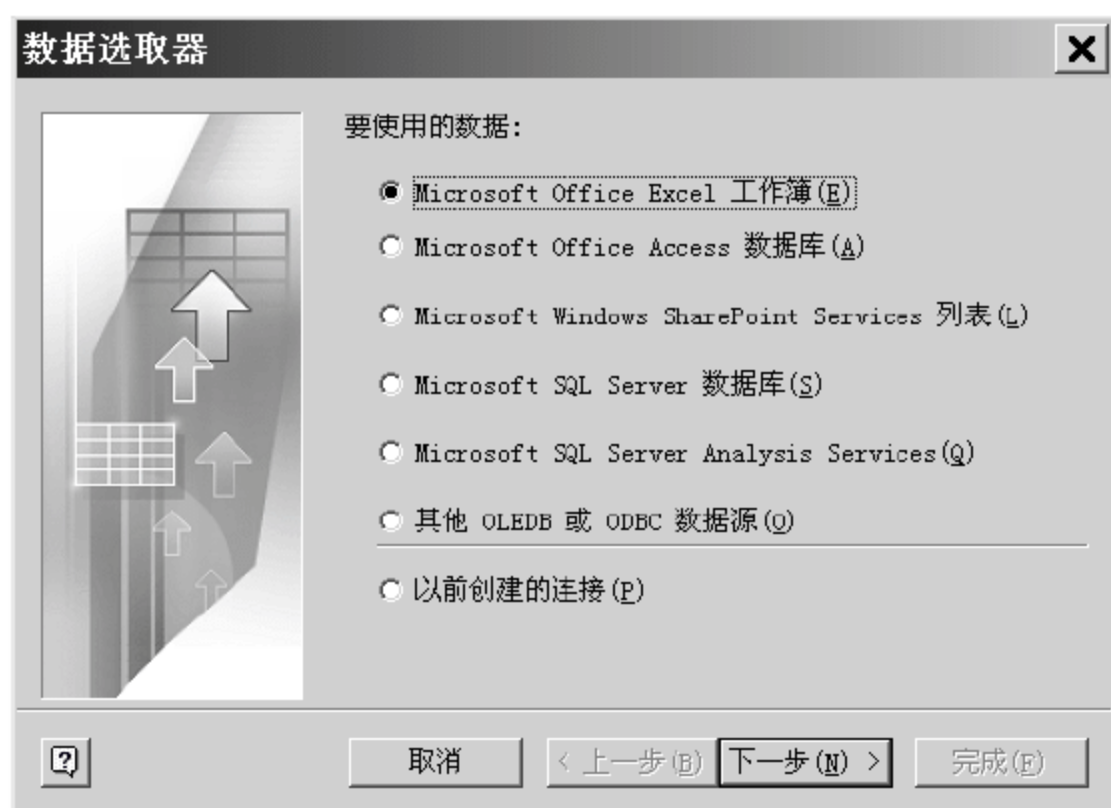 数据选取器
要使用的数据:
Microsoft Office Excel 工作簿(E)
Microsoft Office Access 数据库(A)
Microsoft Windows SharePoint Services 列表(L)
Microsoft SQL Server 数据库(S)
Microsoft SQL Server Analysis Services(Q)
其他 OLEDB 或 ODBC 数据源(O)
以前创建的连接(P)
取消 < 上一步(B) 下一步(N) > 完成(F)